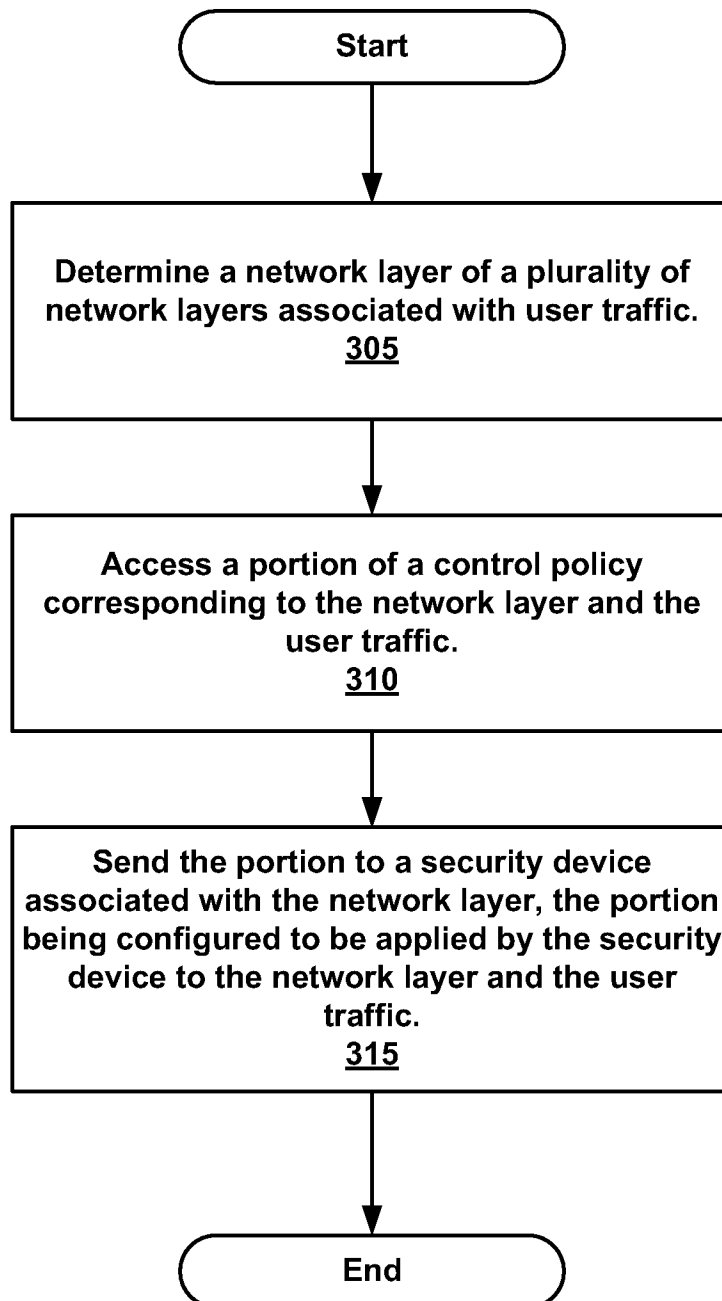 Start
Determine a network layer of a plurality of
network layers associated with user traffic.
305
Access a portion of a control policy
corresponding to the network layer and the
user traffic.
310
Send the portion to a security device
associated with the network layer, the portion
being configured to be applied by the security
device to the network layer and the user
traffic.
315
End